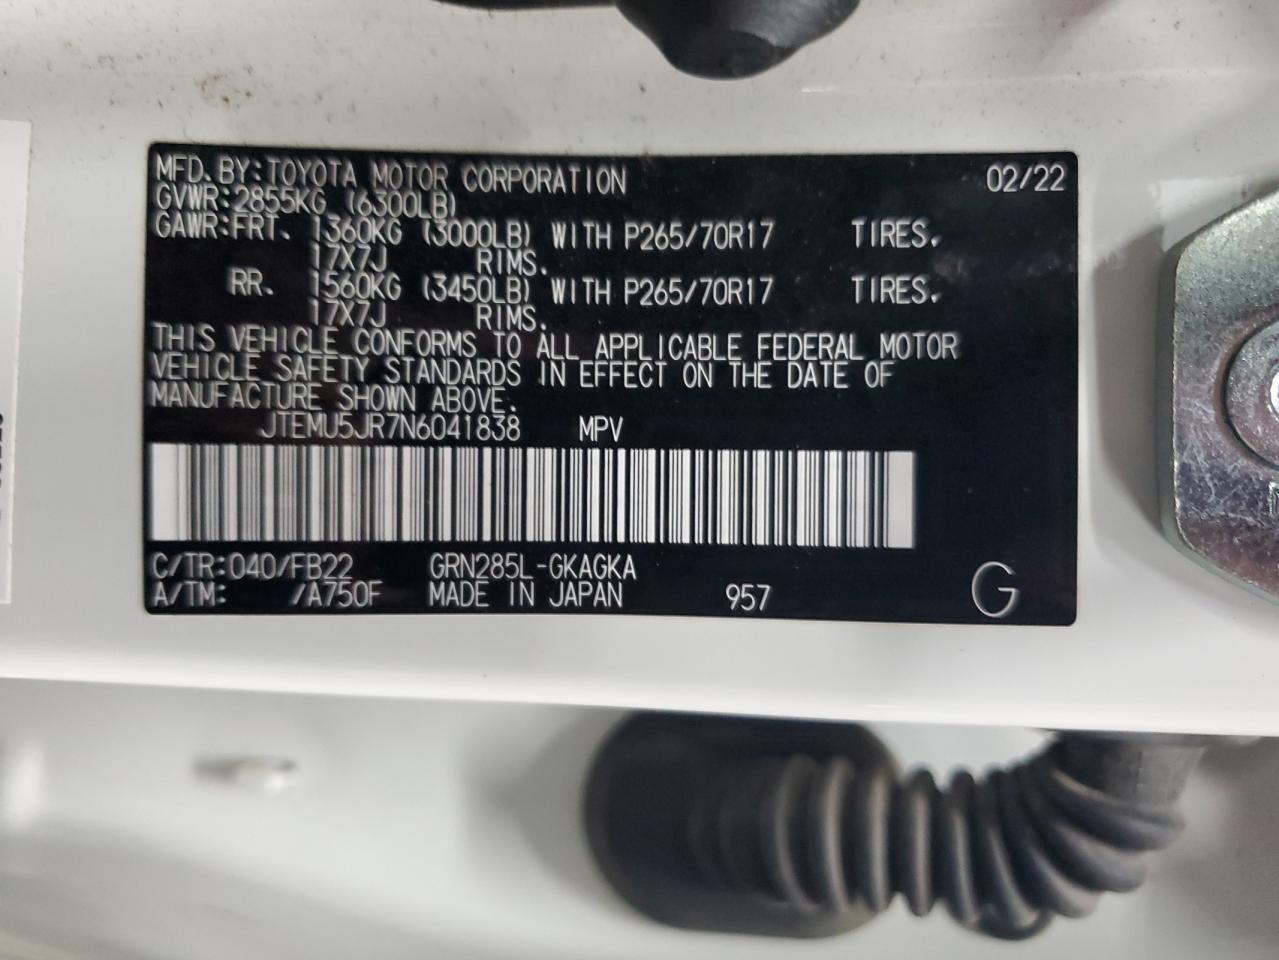 MFD. BY: TOYOTA MOTOR CORPORATION 02/22
GVWR: 2855KG (6300LB)
GAWR: FRT. 1360KG (3000LB) WITH P265/70R17 TIRES.
17X7J RIMS.
RR. 1560KG (3450LB) WITH P265/70R17 TIRES.
17X7J RIMS.
THIS VEHICLE CONFORMS TO ALL APPLICABLE FEDERAL MOTOR
VEHICLE SAFETY STANDARDS IN EFFECT ON THE DATE OF
MANUFACTURE SHOWN ABOVE.
JTEMU5JR7N6041838 MPV
C/TR: 040/FB22 GRN285L-GKAGKA
A/TM: /A750F MADE IN JAPAN 957 G